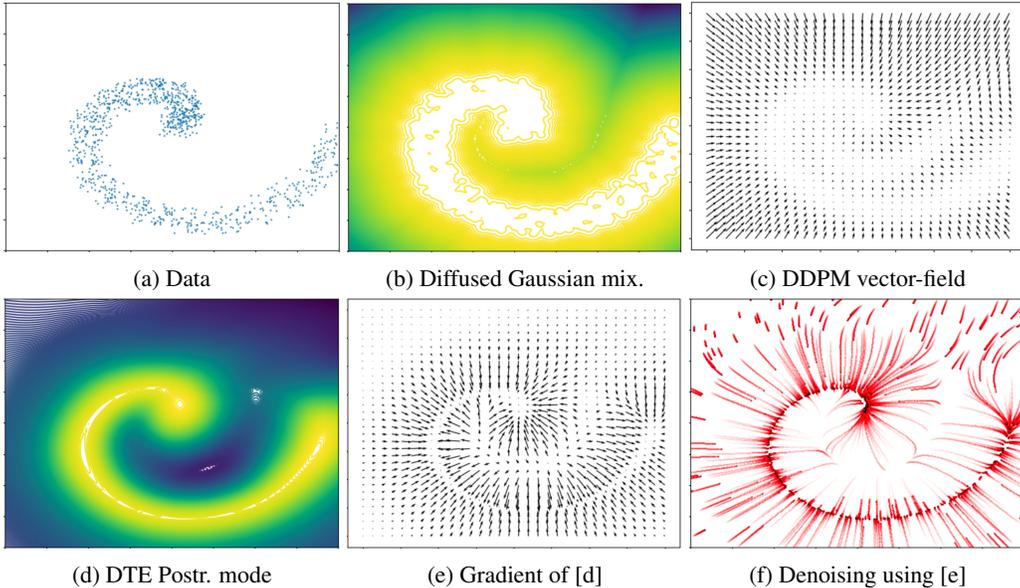 (a) Data
(b) Diffused Gaussian mix.
(c) DDPM vector-field
(d) DTE Postr. mode
(e) Gradient of [d]
(f) Denoising using [e]